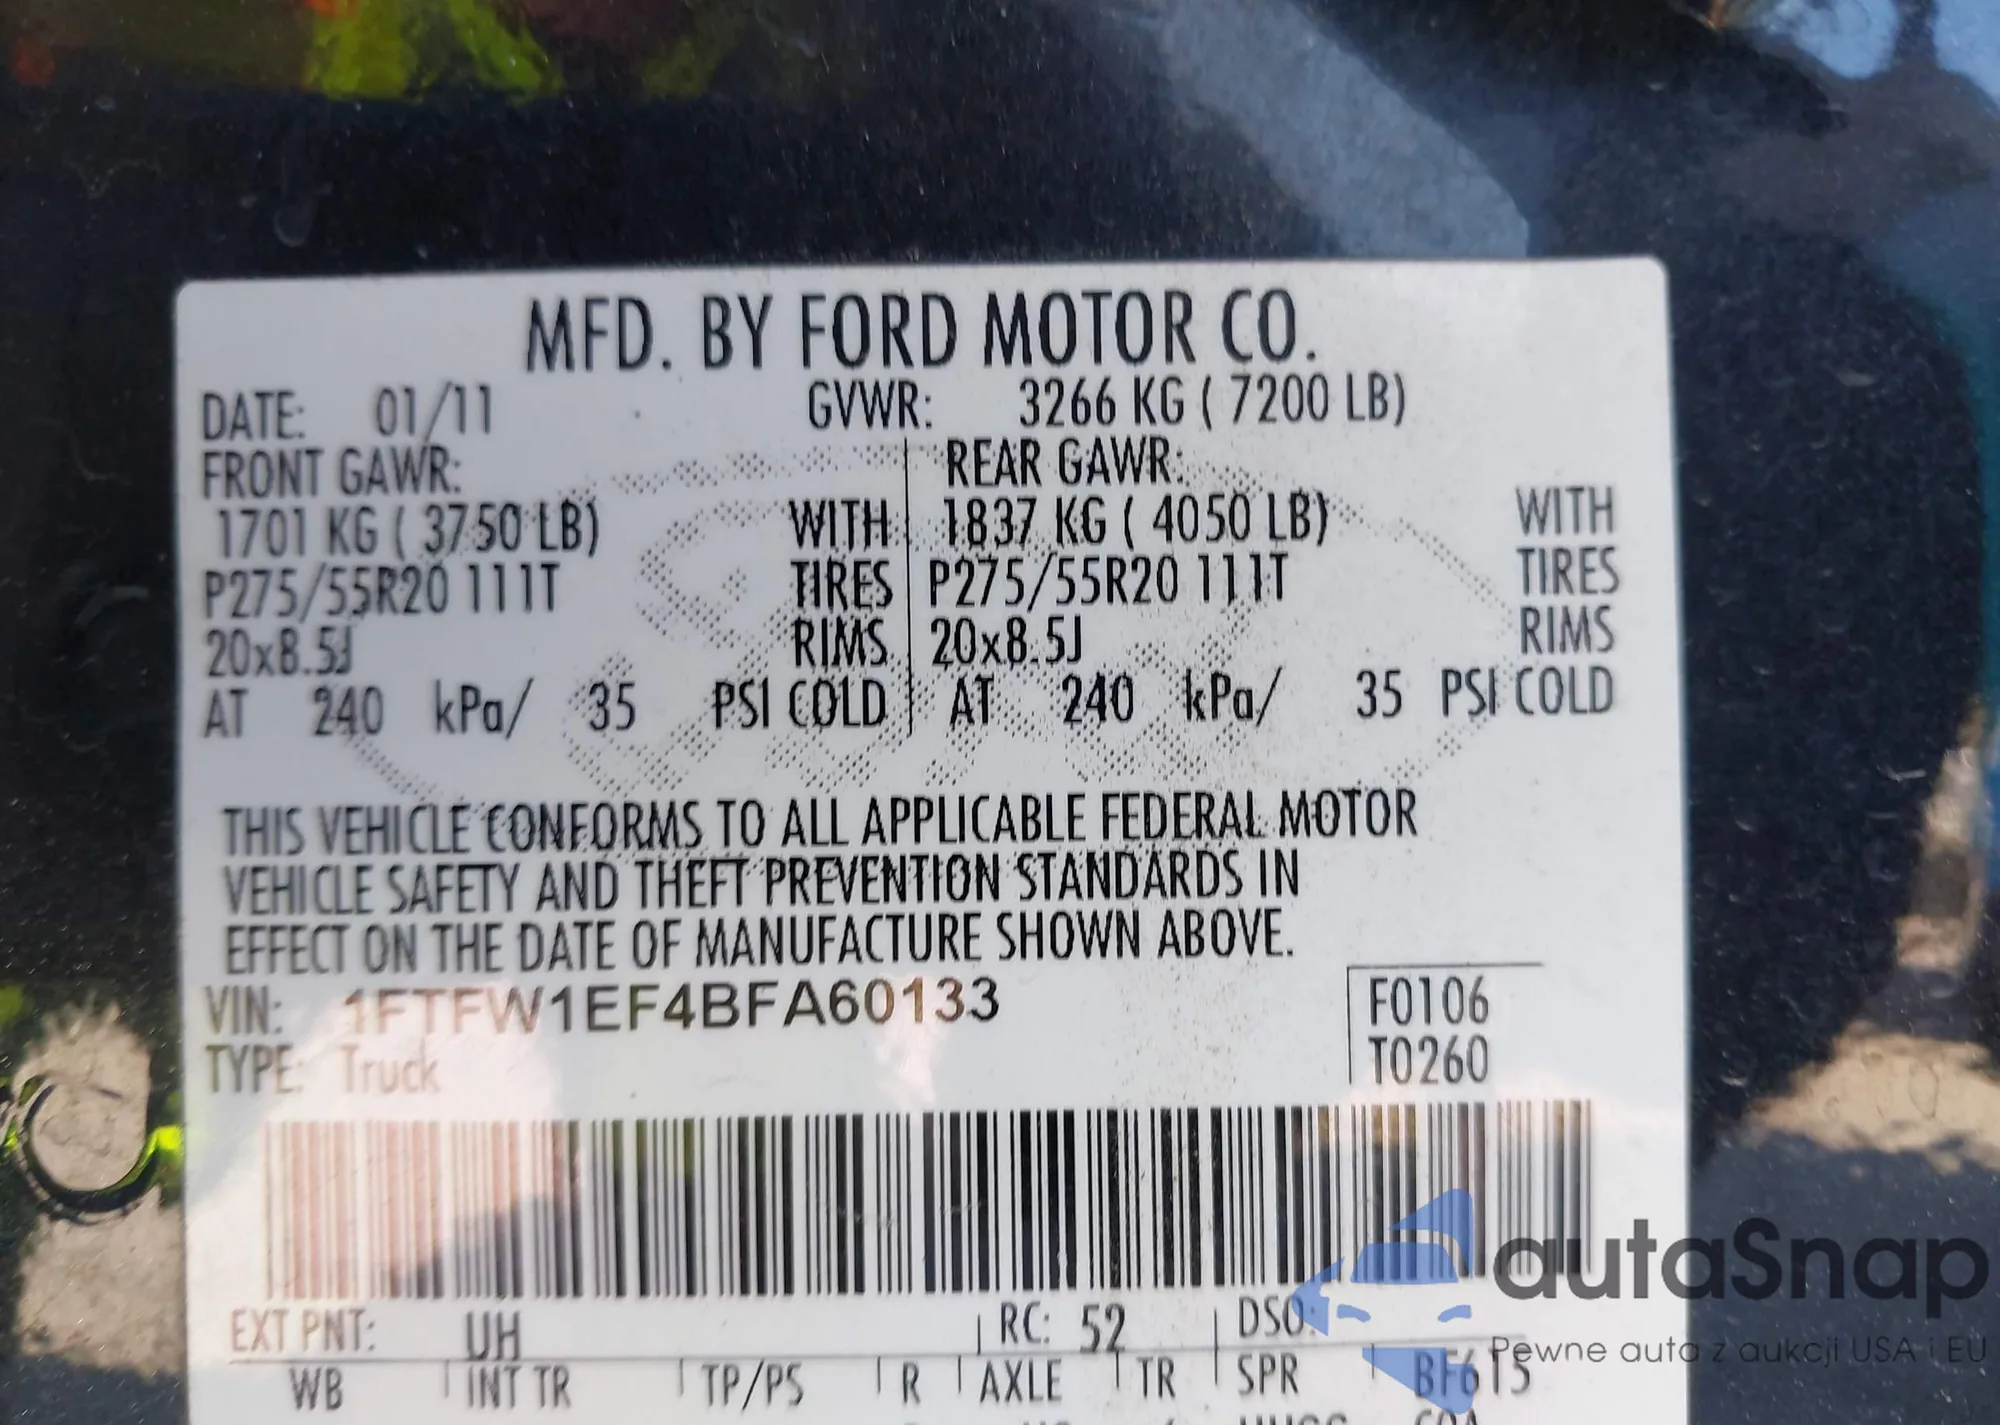 MFD. BY FORD MOTOR CO.
DATE: 01/11 GVWR: 3266 KG ( 7200 LB)
FRONT GAWR: REAR GAWR:
1701 KG ( 3750 LB) WITH 1837 KG ( 4050 LB) WITH
P275/55R20 111T TIRES P275/55R20 111T TIRES
20x8.5J RIMS 20x8.5J RIMS
AT 240 kPa/ 35 PSI COLD AT 240 kPa/ 35 PSI COLD
THIS VEHICLE CONFORMS TO ALL APPLICABLE FEDERAL MOTOR
VEHICLE SAFETY AND THEFT PREVENTION STANDARDS IN
EFFECT ON THE DATE OF MANUFACTURE SHOWN ABOVE.
VIN: 1FTFW1EF4BFA60133 F0106
TYPE: Truck T0260
EXT PNT: UH RC: 52 DSO:
WB INT TR TP/PS R AXLE TR SPR
autaSnap
Pewne auta z aukcji USA i EU